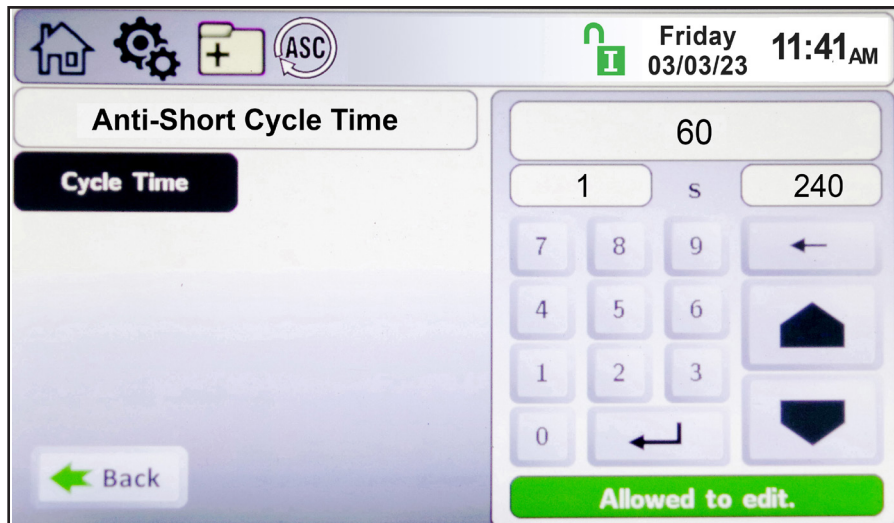 ASC
I
Friday
03/03/23
11:41AM
Anti-Short Cycle Time
Cycle Time
60
1 s 240
7 8 9
4 5 6
1 2 3
0
Back
Allowed to edit.